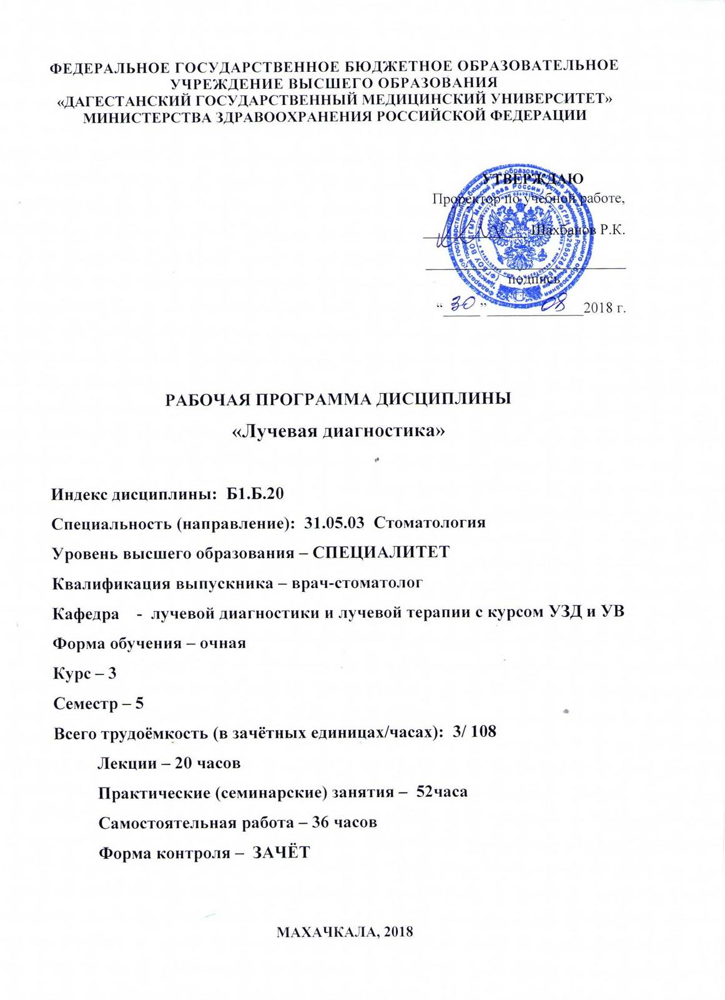 ФЕДЕРАЛЬНОЕ ГОСУДАРСТВЕННОЕ БЮДЖЕТНОЕ ОБРАЗОВАТЕЛЬНОЕ
УЧРЕЖДЕНИЕ ВЫСШЕГО ОБРАЗОВАНИЯ
«ДАГЕСТАНСКИЙ ГОСУДАРСТВЕННЫЙ МЕДИЦИНСКИЙ УНИВЕРСИТЕТ»
МИНИСТЕРСТВА ЗДРАВООХРАНЕНИЯ РОССИЙСКОЙ ФЕДЕРАЦИИ
УТВЕРЖДАЮ
Проректор по учебной работе,
Шахбанов Р.К.
подпись
“ 30 ” 08 2018 г.
РАБОЧАЯ ПРОГРАММА ДИСЦИПЛИНЫ
«Лучевая диагностика»
Индекс дисциплины: Б1.Б.20
Специальность (направление): 31.05.03 Стоматология
Уровень высшего образования – СПЕЦИАЛИТЕТ
Квалификация выпускника – врач-стоматолог
Кафедра - лучевой диагностики и лучевой терапии с курсом УЗД и УВ
Форма обучения – очная
Курс – 3
Семестр – 5
Всего трудоёмкость (в зачётных единицах/часах): 3/ 108
Лекции – 20 часов
Практические (семинарские) занятия – 52часа
Самостоятельная работа – 36 часов
Форма контроля – ЗАЧЁТ
МАХАЧКАЛА, 2018